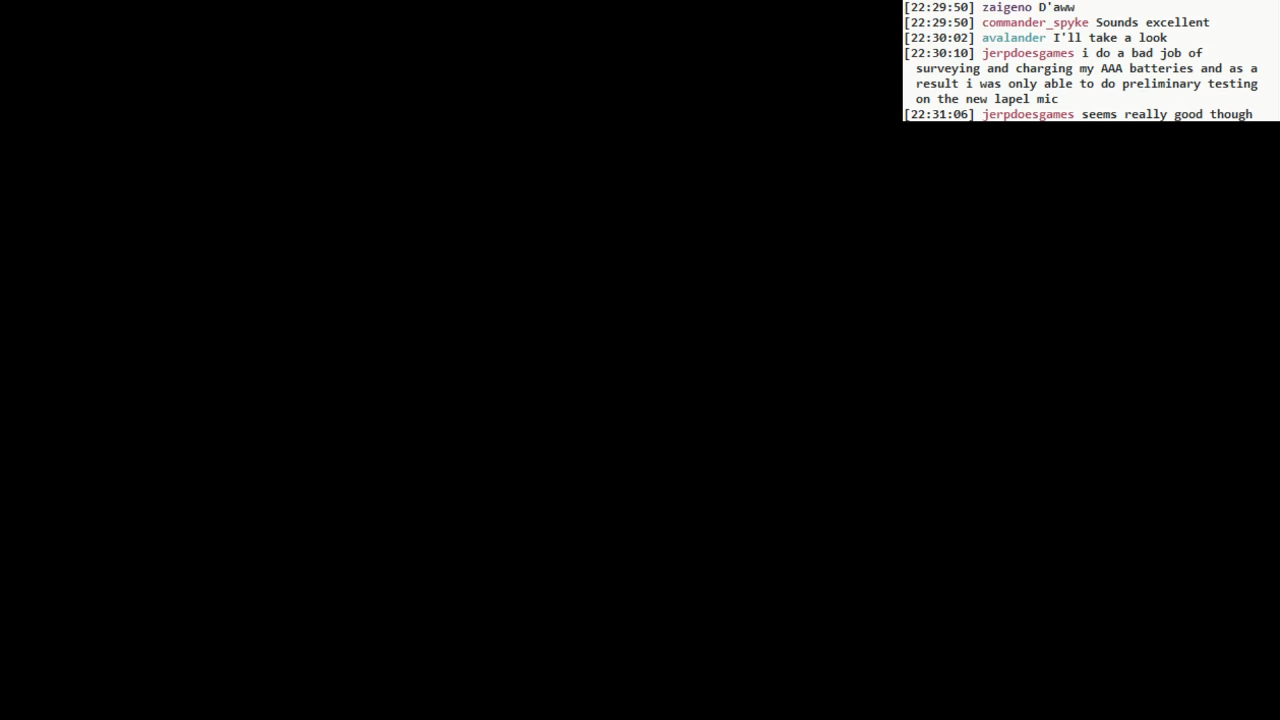 [22:29:50] zaigeno D'aww
[22:29:50] commander_spyke Sounds excellent
[22:30:02] avalander I'll take a look
[22:30:10] jerpdoesgames i do a bad job of
surveying and charging my AAA batteries and as a
result i was only able to do preliminary testing
on the new lapel mic
[22:31:06] jerpdoesgames seems really good though